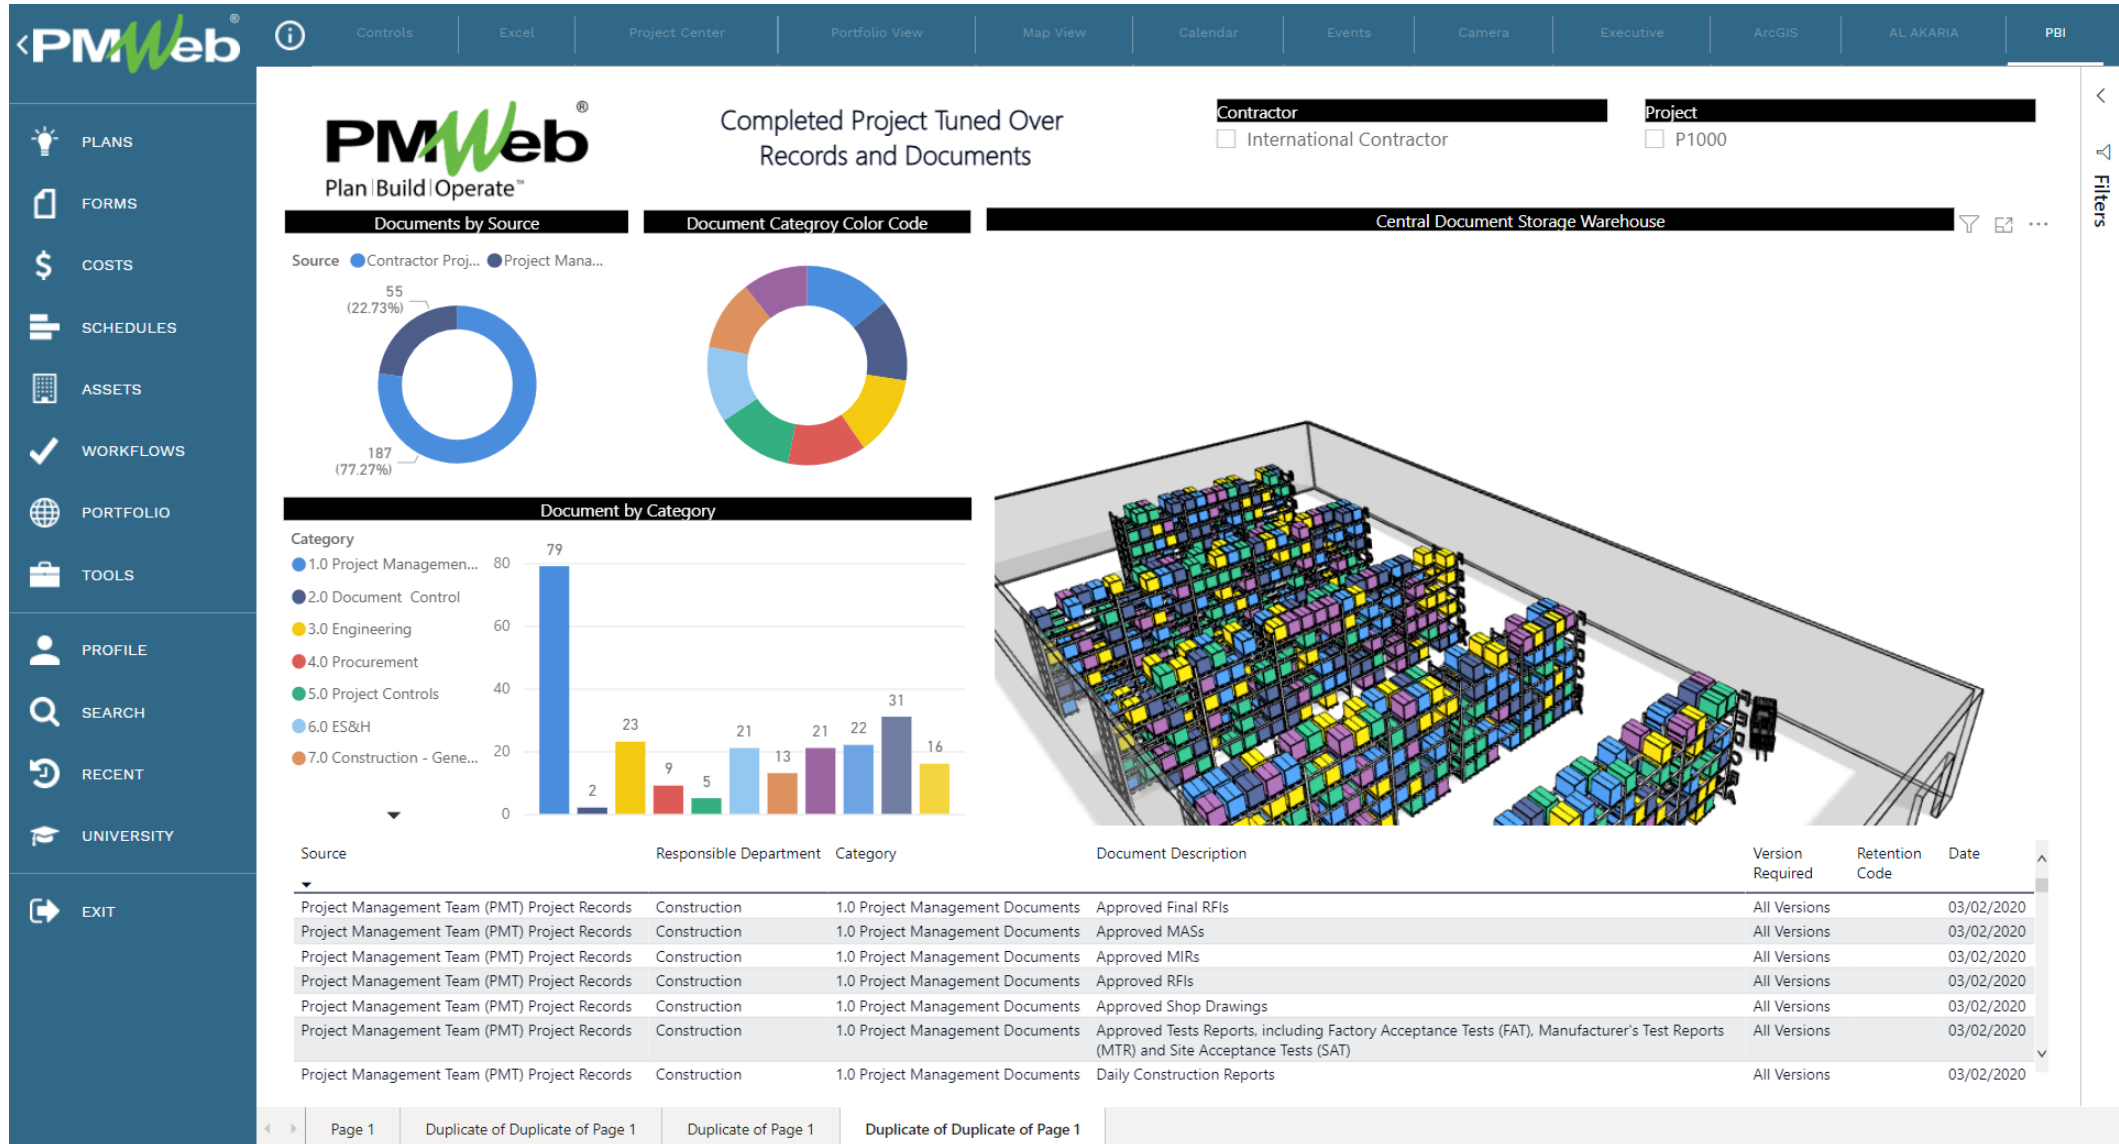 PMWeb®
Controls
Excel
Project Center
Portfolio View
Map View
Calendar
Events
Camera
Executive
ArcGIS
AL AKARIA
PBI
PLANS
FORMS
COSTS
SCHEDULES
ASSETS
WORKFLOWS
PORTFOLIO
TOOLS
PROFILE
SEARCH
RECENT
UNIVERSITY
EXIT
PMWeb®
Plan|Build|Operate™
Completed Project Tuned Over
Records and Documents
Contractor
International Contractor
Project
P1000
Filters
Documents by Source
Source Contractor Proj... Project Mana...
55
(22.73%)
187
(77.27%)
Document Categroy Color Code
Central Document Storage Warehouse
Document by Category
Category
1.0 Project Managemen...
2.0 Document Control
3.0 Engineering
4.0 Procurement
5.0 Project Controls
6.0 ES&H
7.0 Construction - Gene...
80
60
40
20
0
79
2
23
9
5
21
13
21
22
31
16
Source Responsible Department Category Document Description Version Required Retention Code Date
Project Management Team (PMT) Project Records Construction 1.0 Project Management Documents Approved Final RFIs All Versions 03/02/2020
Project Management Team (PMT) Project Records Construction 1.0 Project Management Documents Approved MASs All Versions 03/02/2020
Project Management Team (PMT) Project Records Construction 1.0 Project Management Documents Approved MIRs All Versions 03/02/2020
Project Management Team (PMT) Project Records Construction 1.0 Project Management Documents Approved RFIs All Versions 03/02/2020
Project Management Team (PMT) Project Records Construction 1.0 Project Management Documents Approved Shop Drawings All Versions 03/02/2020
Project Management Team (PMT) Project Records Construction 1.0 Project Management Documents Approved Tests Reports, including Factory Acceptance Tests (FAT), Manufacturer's Test Reports All Versions 03/02/2020
(MTR) and Site Acceptance Tests (SAT)
Project Management Team (PMT) Project Records Construction 1.0 Project Management Documents Daily Construction Reports All Versions 03/02/2020
Page 1
Duplicate of Duplicate of Page 1
Duplicate of Page 1
Duplicate of Duplicate of Page 1